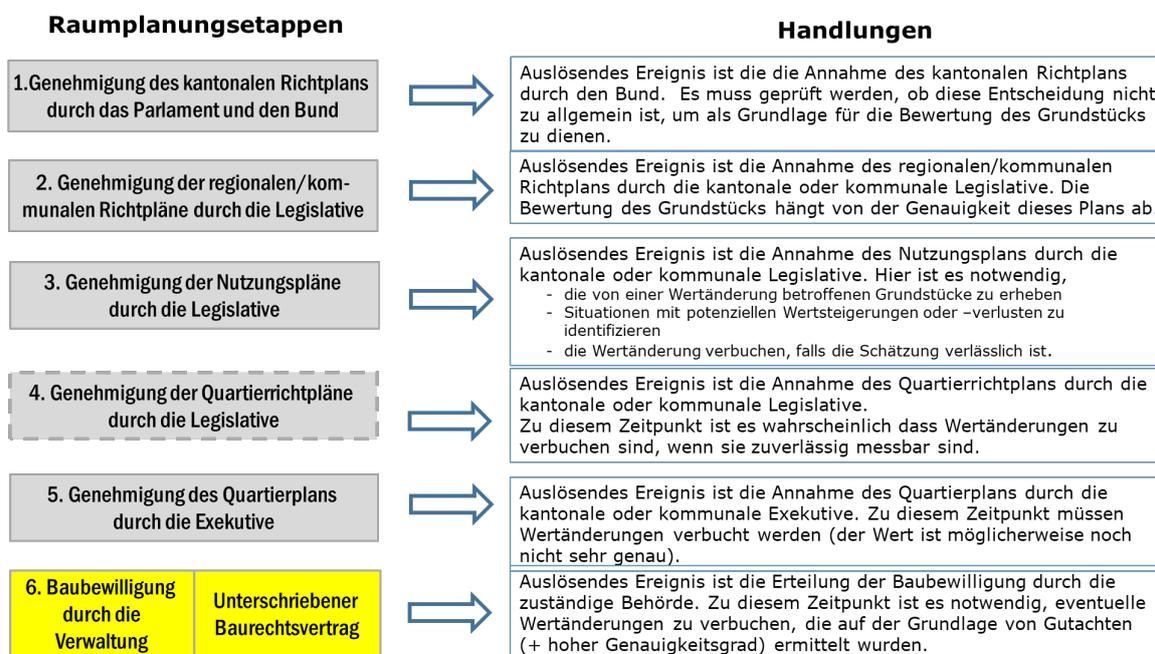 Raumplanungsetappen
Handlungen
1.Genehmigung des kantonalen Richtplans
durch das Parlament und den Bund
Auslösendes Ereignis ist die die Annahme des kantonalen Richtplans
durch den Bund. Es muss geprüft werden, ob diese Entscheidung nicht
zu allgemein ist, um als Grundlage für die Bewertung des Grundstücks
zu dienen.
2. Genehmigung der regionalen/kom-
munalen Richtpläne durch die Legislative
Auslösendes Ereignis ist die Annahme des regionalen/kommunalen
Richtplans durch die kantonale oder kommunale Legislative. Die
Bewertung des Grundstücks hängt von der Genauigkeit dieses Plans ab.
3. Genehmigung der Nutzungspläne
durch die Legislative
Auslösendes Ereignis ist die Annahme des Nutzungsplans durch die
kantonale oder kommunale Legislative. Hier ist es notwendig,
- die von einer Wertänderung betroffenen Grundstücke zu erheben
- Situationen mit potenziellen Wertsteigerungen oder –verlusten zu
identifizieren
- die Wertänderung verbuchen, falls die Schätzung verlässlich ist.
4. Genehmigung der Quartierrichtpläne
durch die Legislative
Auslösendes Ereignis ist die Annahme des Quartierrichtplans durch die
kantonale oder kommunale Legislative.
Zu diesem Zeitpunkt ist es wahrscheinlich dass Wertänderungen zu
verbuchen sind, wenn sie zuverlässig messbar sind.
5. Genehmigung des Quartierplans
durch die Exekutive
Auslösendes Ereignis ist die Annahme des Quartierplans durch die
kantonale oder kommunale Exekutive. Zu diesem Zeitpunkt müssen
Wertänderungen verbucht werden (der Wert ist möglicherweise noch
nicht sehr genau).
6. Baubewilligung
durch die
Verwaltung
Unterschriebener
Baurechtsvertrag
Auslösendes Ereignis ist die Erteilung der Baubewilligung durch die
zuständige Behörde. Zu diesem Zeitpunkt ist es notwendig, eventuelle
Wertänderungen zu verbuchen, die auf der Grundlage von Gutachten
(+ hoher Genauigkeitsgrad) ermittelt wurden.